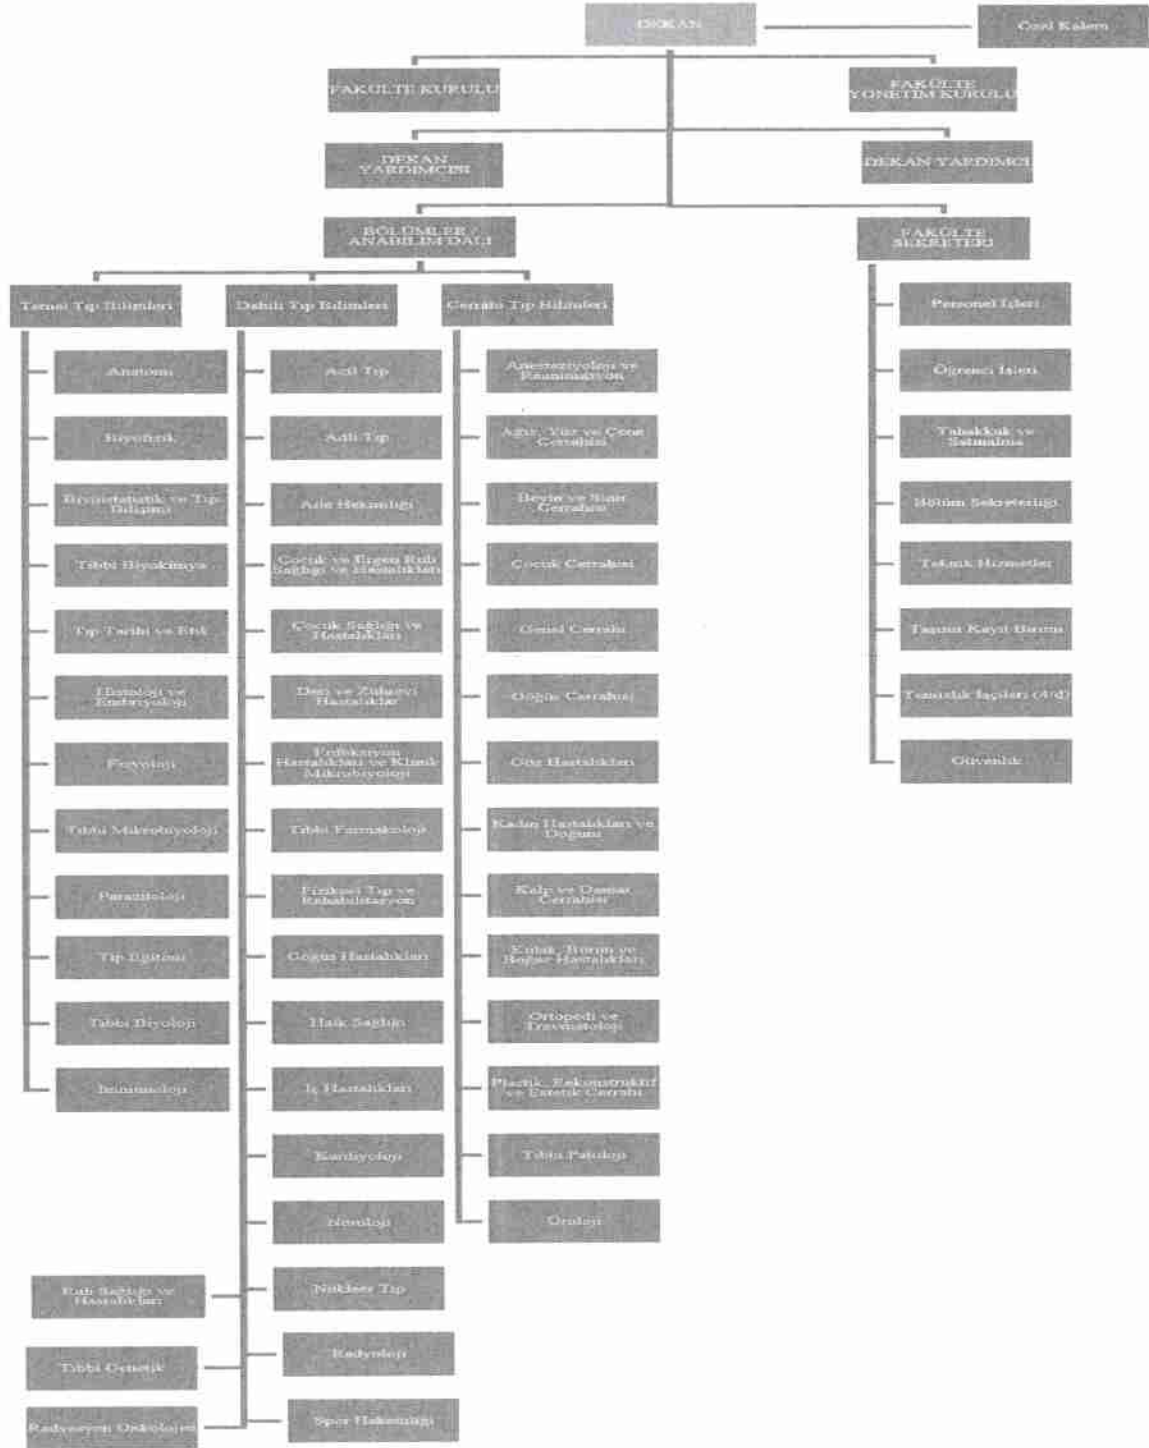 DEKAN
Özel Kalem
FAKÜLTE KURULU
FAKÜLTE
YÖNETİM KURULU
DEKAN
YARDIMCISI
DEKAN YARDIMCI
BÖLÜMLER /
ANABİLİM DALI
FAKÜLTE
SEKRETERİ
Temel Tıp Bilimleri
Anatomi
Biyofizik
Biyoistatistik ve Tıp
Bilişimi
Tıbbi Biyokimya
Tıp Tarihi ve Etik
Histoloji ve
Embriyoloji
Fizyoloji
Tıbbi Mikrobiyoloji
Parazitoloji
Tıp Eğitimi
Tıbbi Biyoloji
İmmünoloji
Dahili Tıp Bilimleri
Acil Tıp
Adli Tıp
Aile Hekimliği
Çocuk ve Ergen Ruh
Sağlığı ve Hastalıkları
Çocuk Sağlığı ve
Hastalıkları
Deri ve Zührevi
Hastalıklar
Enfeksiyon
Hastalıkları ve Klinik
Mikrobiyoloji
Tıbbi Farmakoloji
Fiziksel Tıp ve
Rehabilitasyon
Göğüs Hastalıkları
Halk Sağlığı
İç Hastalıkları
Kardiyoloji
Nöroloji
Nükleer Tıp
Ruh Sağlığı ve
Hastalıkları
Radyoloji
Tıbbi Genetik
Spor Hekimliği
Radyasyon Onkolojisi
Cerrahi Tıp Bilimleri
Anesteziyoloji ve
Reanimasyon
Ağız, Yüz ve Çene
Cerrahisi
Beyin ve Sinir
Cerrahisi
Çocuk Cerrahisi
Genel Cerrahi
Göğüs Cerrahisi
Göz Hastalıkları
Kadın Hastalıkları ve
Doğum
Kalp ve Damar
Cerrahisi
Kulak, Burun ve
Boğaz Hastalıkları
Ortopedi ve
Travmatoloji
Plastik, Rekonstrüktif
ve Estetik Cerrahi
Tıbbi Patoloji
Üroloji
Personel İşleri
Öğrenci İşleri
Tahakkuk ve
Satınalma
Bölüm Sekreterliği
Teknik Hizmetler
Taşınır Kayıt Birimi
Temizlik İşçileri (4/d)
Güvenlik